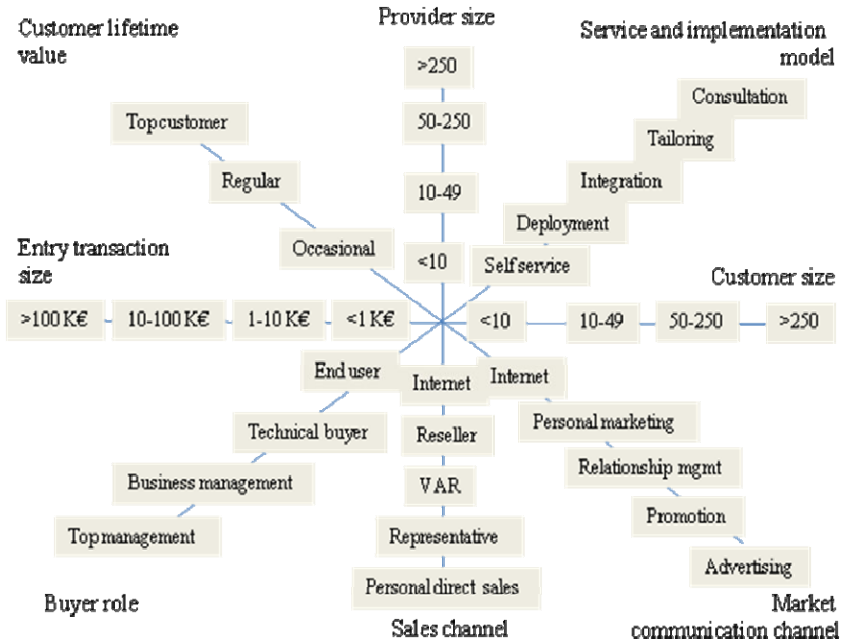 Customer lifetime
value
Provider size
Service and implementation
model
>250
Consultation
Top customer
50-250
Tailoring
Regular
10-49
Integration
Deployment
Entry transaction
size
Occasional
<10
Self service
Customer size
>100 K€
10-100 K€
1-10 K€
<1 K€
<10
10-49
50-250
>250
End user
Internet
Internet
Technical buyer
Reseller
Personal marketing
Business management
VAR
Relationship mgmt
Top management
Representative
Promotion
Personal direct sales
Advertising
Buyer role
Sales channel
Market
communication channel